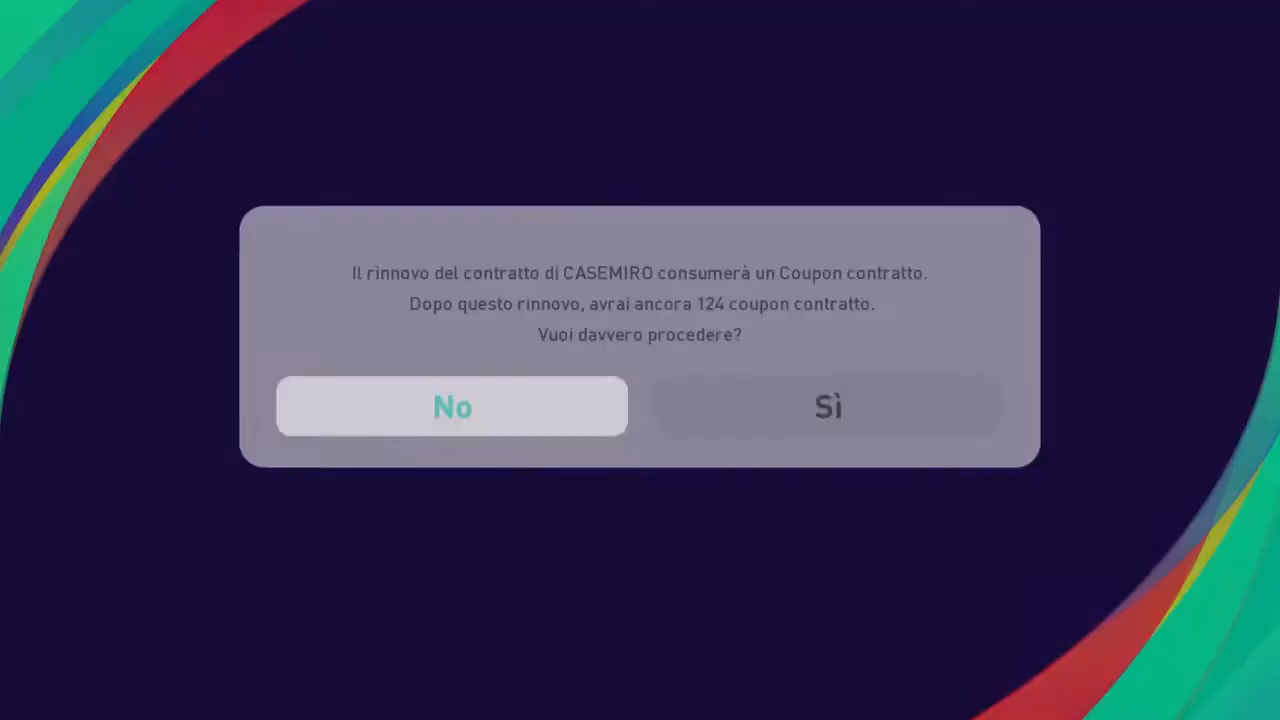 Il rinnovo del contratto di CASEMIRO consumerà un Coupon contratto.
Dopo questo rinnovo, avrai ancora 124 coupon contratto.
Vuoi davvero procedere?
No
Sì